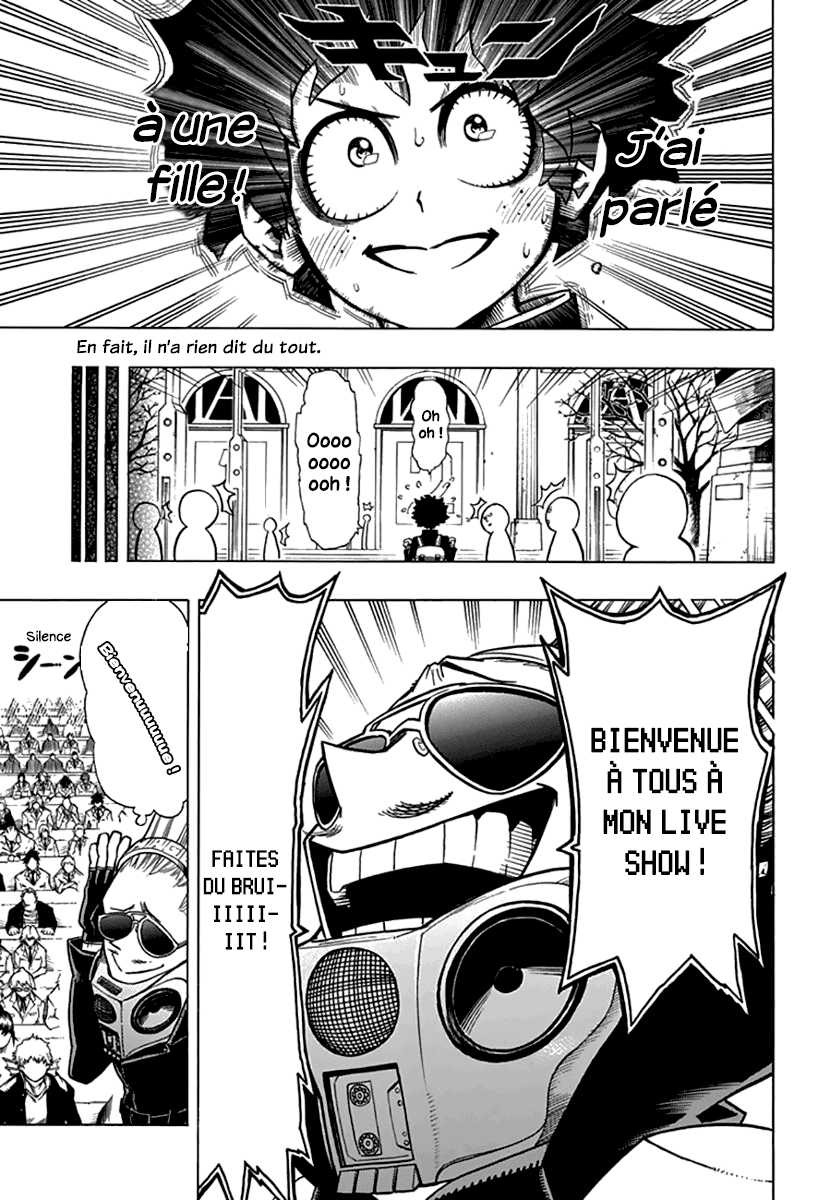 キュン
J'ai
parlé
à une
fille !
En fait, il n'a rien dit du tout.
Oh
oh !
Oooo
oooo
ooh !
BIENVENUE
À TOUS À
MON LIVE
SHOW !
FAITES
DU BRUI-
IIIII-
IIT !
Bienvenuuuuuue !
Silence
シーン